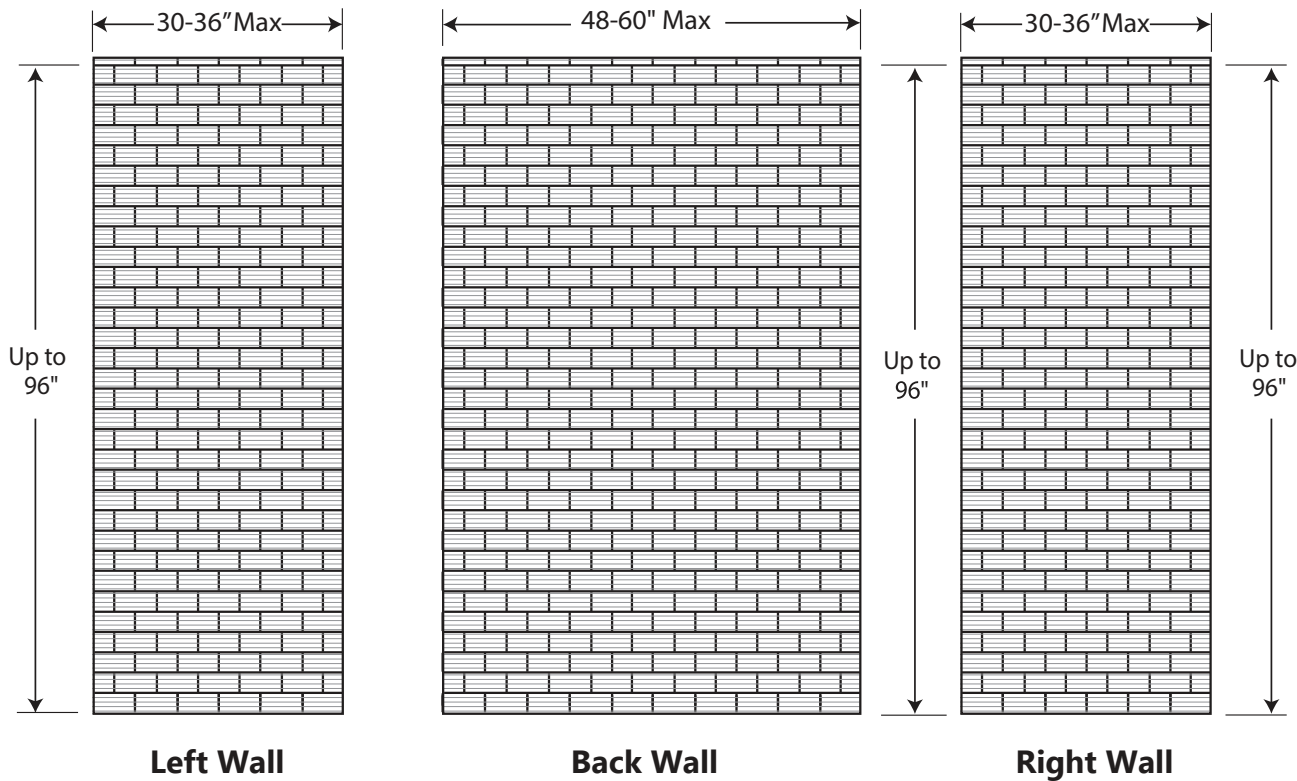 30-36” Max
48-60" Max
30-36” Max
Up to
96"
Up to
96"
Up to
96"
Left Wall
Back Wall
Right Wall